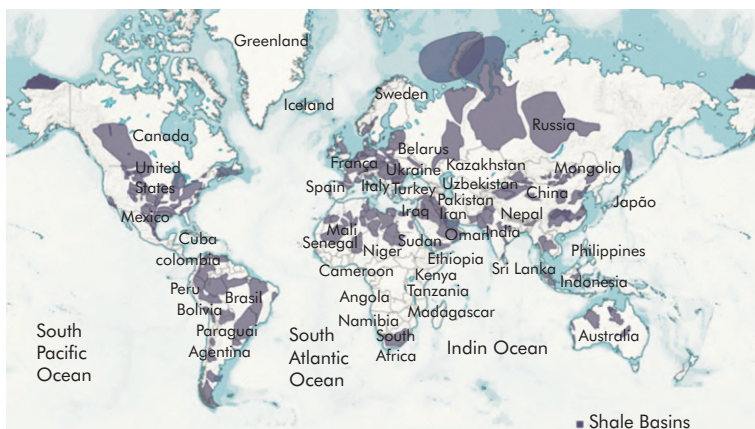 Greenland
Iceland
Sweden
Canada
Russia
Belarus
França
Ukraine
Kazakhstan
Mongolia
United
States
Spain
Italy
Turkey
Uzbekistan
China
Pakistan
Japão
Mexico
Iraq
Iran
Nepal
Cuba
Mali
Senegal
Niger
Sudan
Oman
India
Philippines
colombia
Ethiopia
Sri Lanka
Cameroon
Kenya
Indonesia
Peru
Brasil
Tanzania
Bolivia
Angola
Madagascar
Paraguai
Namibia
South
Pacific
Ocean
Agentina
South
Atlantic
Ocean
South
Africa
Indin Ocean
Australia
Shale Basins